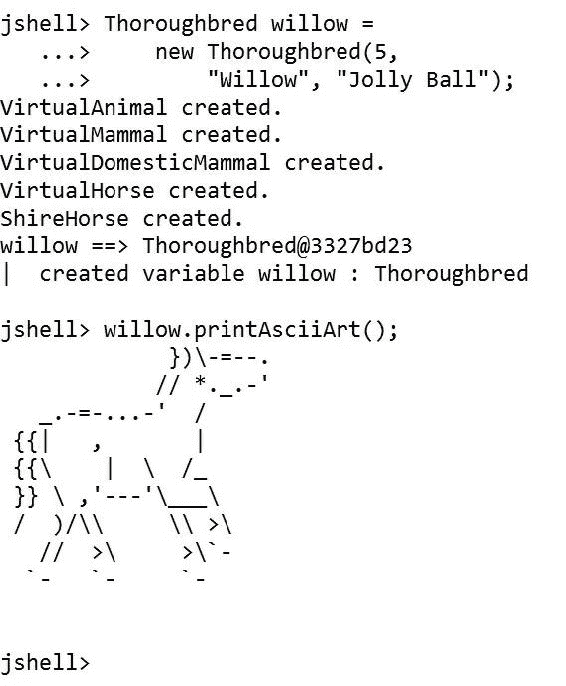 jshell> Thoroughbred willow =
   ...>     new Thoroughbred(5,
   ...>         "Willow", "Jolly Ball");
VirtualAnimal created.
VirtualMammal created.
VirtualDomesticMammal created.
VirtualHorse created.
ShireHorse created.
willow ==> Thoroughbred@3327bd23
|  created variable willow : Thoroughbred
jshell> willow.printAsciiArt();
                     })\-=--.
                    // *._.-'
     _.-=-...-'   /
 {{|    ,          |
 {{\    |  \  /_
 }} \ ,'---'\___\
 /  )/\\     \\ >\
   //  >\     >\`-
  `-   `-     `-
jshell>